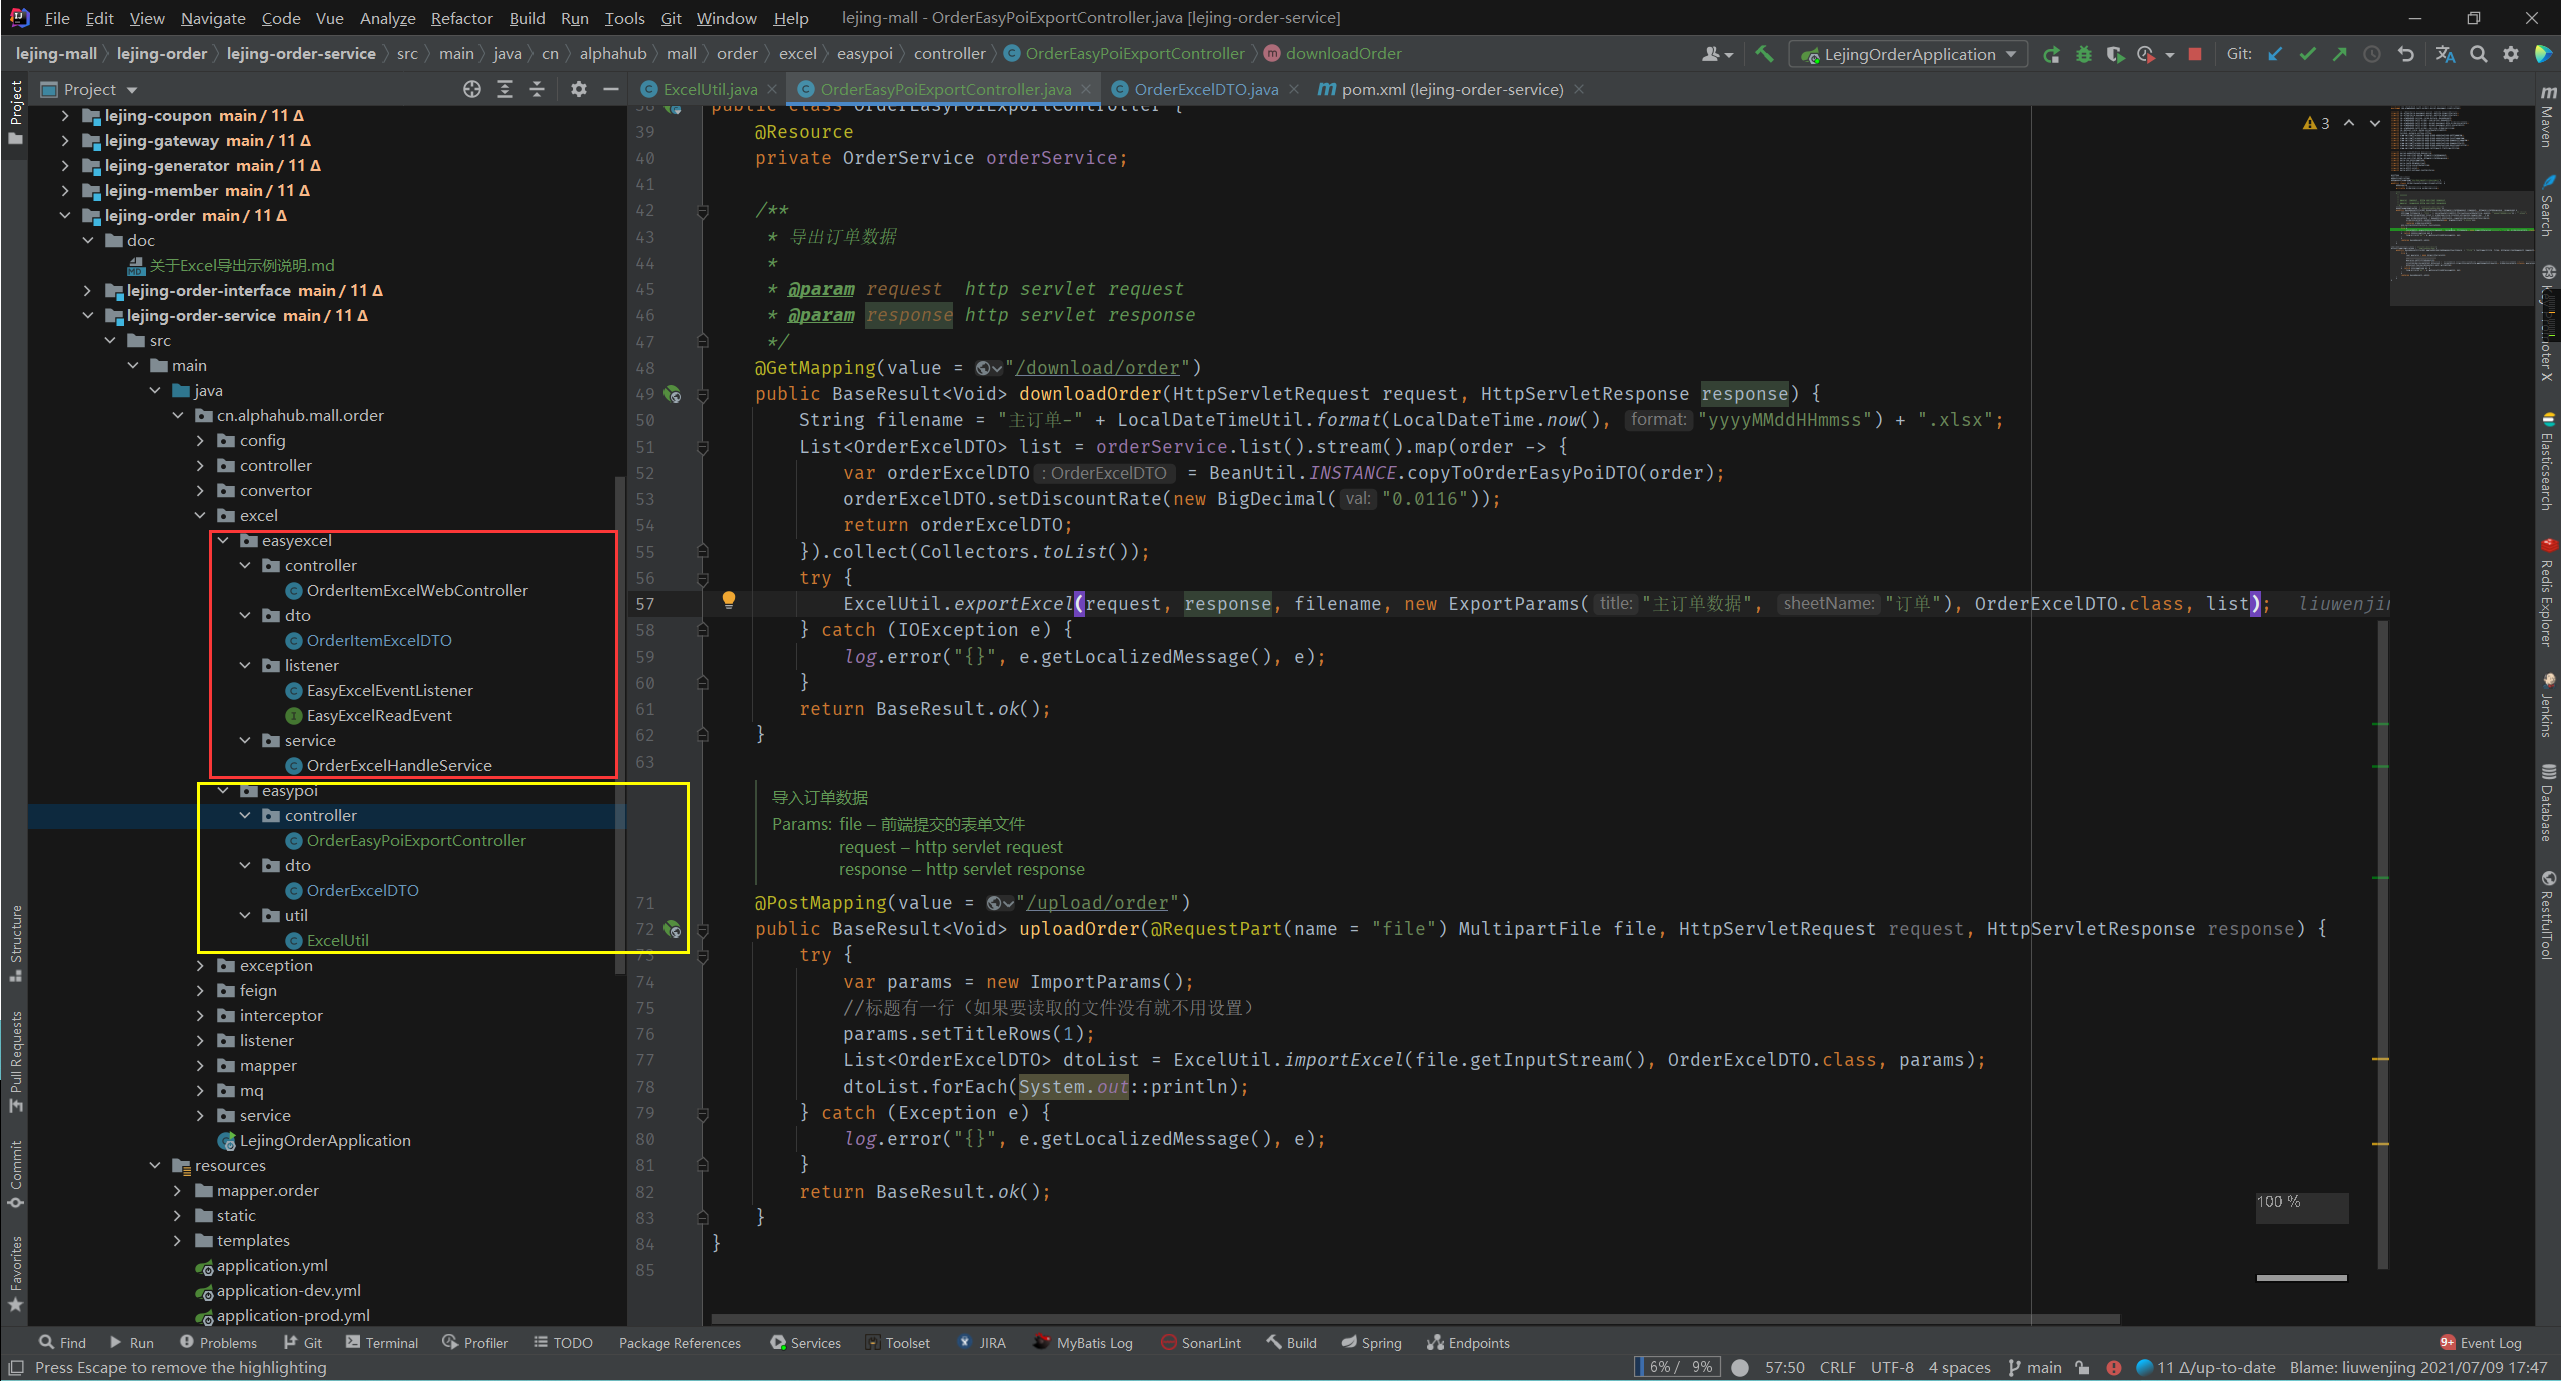 File Edit View Navigate Code Vue Analyze Refactor Build Run Tools Git Window Help lejing-mall - OrderEasyPoiExportController.java [lejing-order-service]
lejing-mall lejing-order lejing-order-service src main java cn alphahub mall order excel easypoi controller OrderEasyPoiExportController downloadOrder LejingOrderApplication Git:
Project
ExcelUtil.java OrderEasyPoiExportController.java OrderExcelDTO.java pom.xml (lejing-order-service)
Project
lejing-coupon main / 11 Δ
lejing-gateway main / 11 Δ
lejing-generator main / 11 Δ
lejing-member main / 11 Δ
lejing-order main / 11 Δ
doc
关于Excel导出示例说明.md
lejing-order-interface main / 11 Δ
lejing-order-service main / 11 Δ
src
main
java
cn.alphahub.mall.order
config
controller
convertor
excel
easyexcel
controller
OrderItemExcelWebController
dto
OrderItemExcelDTO
listener
EasyExcelEventListener
EasyExcelReadEvent
service
OrderExcelHandleService
easypoi
controller
OrderEasyPoiExportController
dto
OrderExcelDTO
util
ExcelUtil
exception
feign
interceptor
listener
mapper
mq
service
LejingOrderApplication
resources
mapper.order
static
templates
application.yml
application-dev.yml
application-prod.yml
Structure
Pull Requests
Commit
Favorites
38 public class OrderEasyPoiExportController {
39 @Resource
40 private OrderService orderService;
41
42 /**
43 * 导出订单数据
44 *
45 * @param request http servlet request
46 * @param response http servlet response
47 */
48 @GetMapping(value = "/download/order")
49 public BaseResult<Void> downloadOrder(HttpServletRequest request, HttpServletResponse response) {
50 String filename = "主订单-" + LocalDateTimeUtil.format(LocalDateTime.now(), format: "yyyyMMddHHmmss") + ".xlsx";
51 List<OrderExcelDTO> list = orderService.list().stream().map(order -> {
52 var orderExcelDTO : OrderExcelDTO = BeanUtil.INSTANCE.copyToOrderEasyPoiDTO(order);
53 orderExcelDTO.setDiscountRate(new BigDecimal( val: "0.0116"));
54 return orderExcelDTO;
55 }).collect(Collectors.toList());
56 try {
57 ExcelUtil.exportExcel(request, response, filename, new ExportParams( title: "主订单数据", sheetName: "订单"), OrderExcelDTO.class, list); liuwenjin
58 } catch (IOException e) {
59 log.error("{}", e.getLocalizedMessage(), e);
60 }
61 return BaseResult.ok();
62 }
63
导入订单数据
Params: file – 前端提交的表单文件
request – http servlet request
response – http servlet response
71 @PostMapping(value = "/upload/order")
72 public BaseResult<Void> uploadOrder(@RequestPart(name = "file") MultipartFile file, HttpServletRequest request, HttpServletResponse response) {
73 try {
74 var params = new ImportParams();
75 //标题有一行（如果要读取的文件没有就不用设置）
76 params.setTitleRows(1);
77 List<OrderExcelDTO> dtoList = ExcelUtil.importExcel(file.getInputStream(), OrderExcelDTO.class, params);
78 dtoList.forEach(System.out::println);
79 } catch (Exception e) {
80 log.error("{}", e.getLocalizedMessage(), e);
81 }
82 return BaseResult.ok();
83 }
84 }
85
3
100 %
Maven
Search
Elasticsearch
Redis Explorer
Jenkins
Database
RestfulTool
Find Run Problems Git Terminal Profiler TODO Package References Services Toolset JIRA MyBatis Log SonarLint Build Spring Endpoints 9+ Event Log
Press Escape to remove the highlighting 6% / 9% 57:50 CRLF UTF-8 4 spaces main 11 Δ/up-to-date Blame: liuwenjing 2021/07/09 17:47